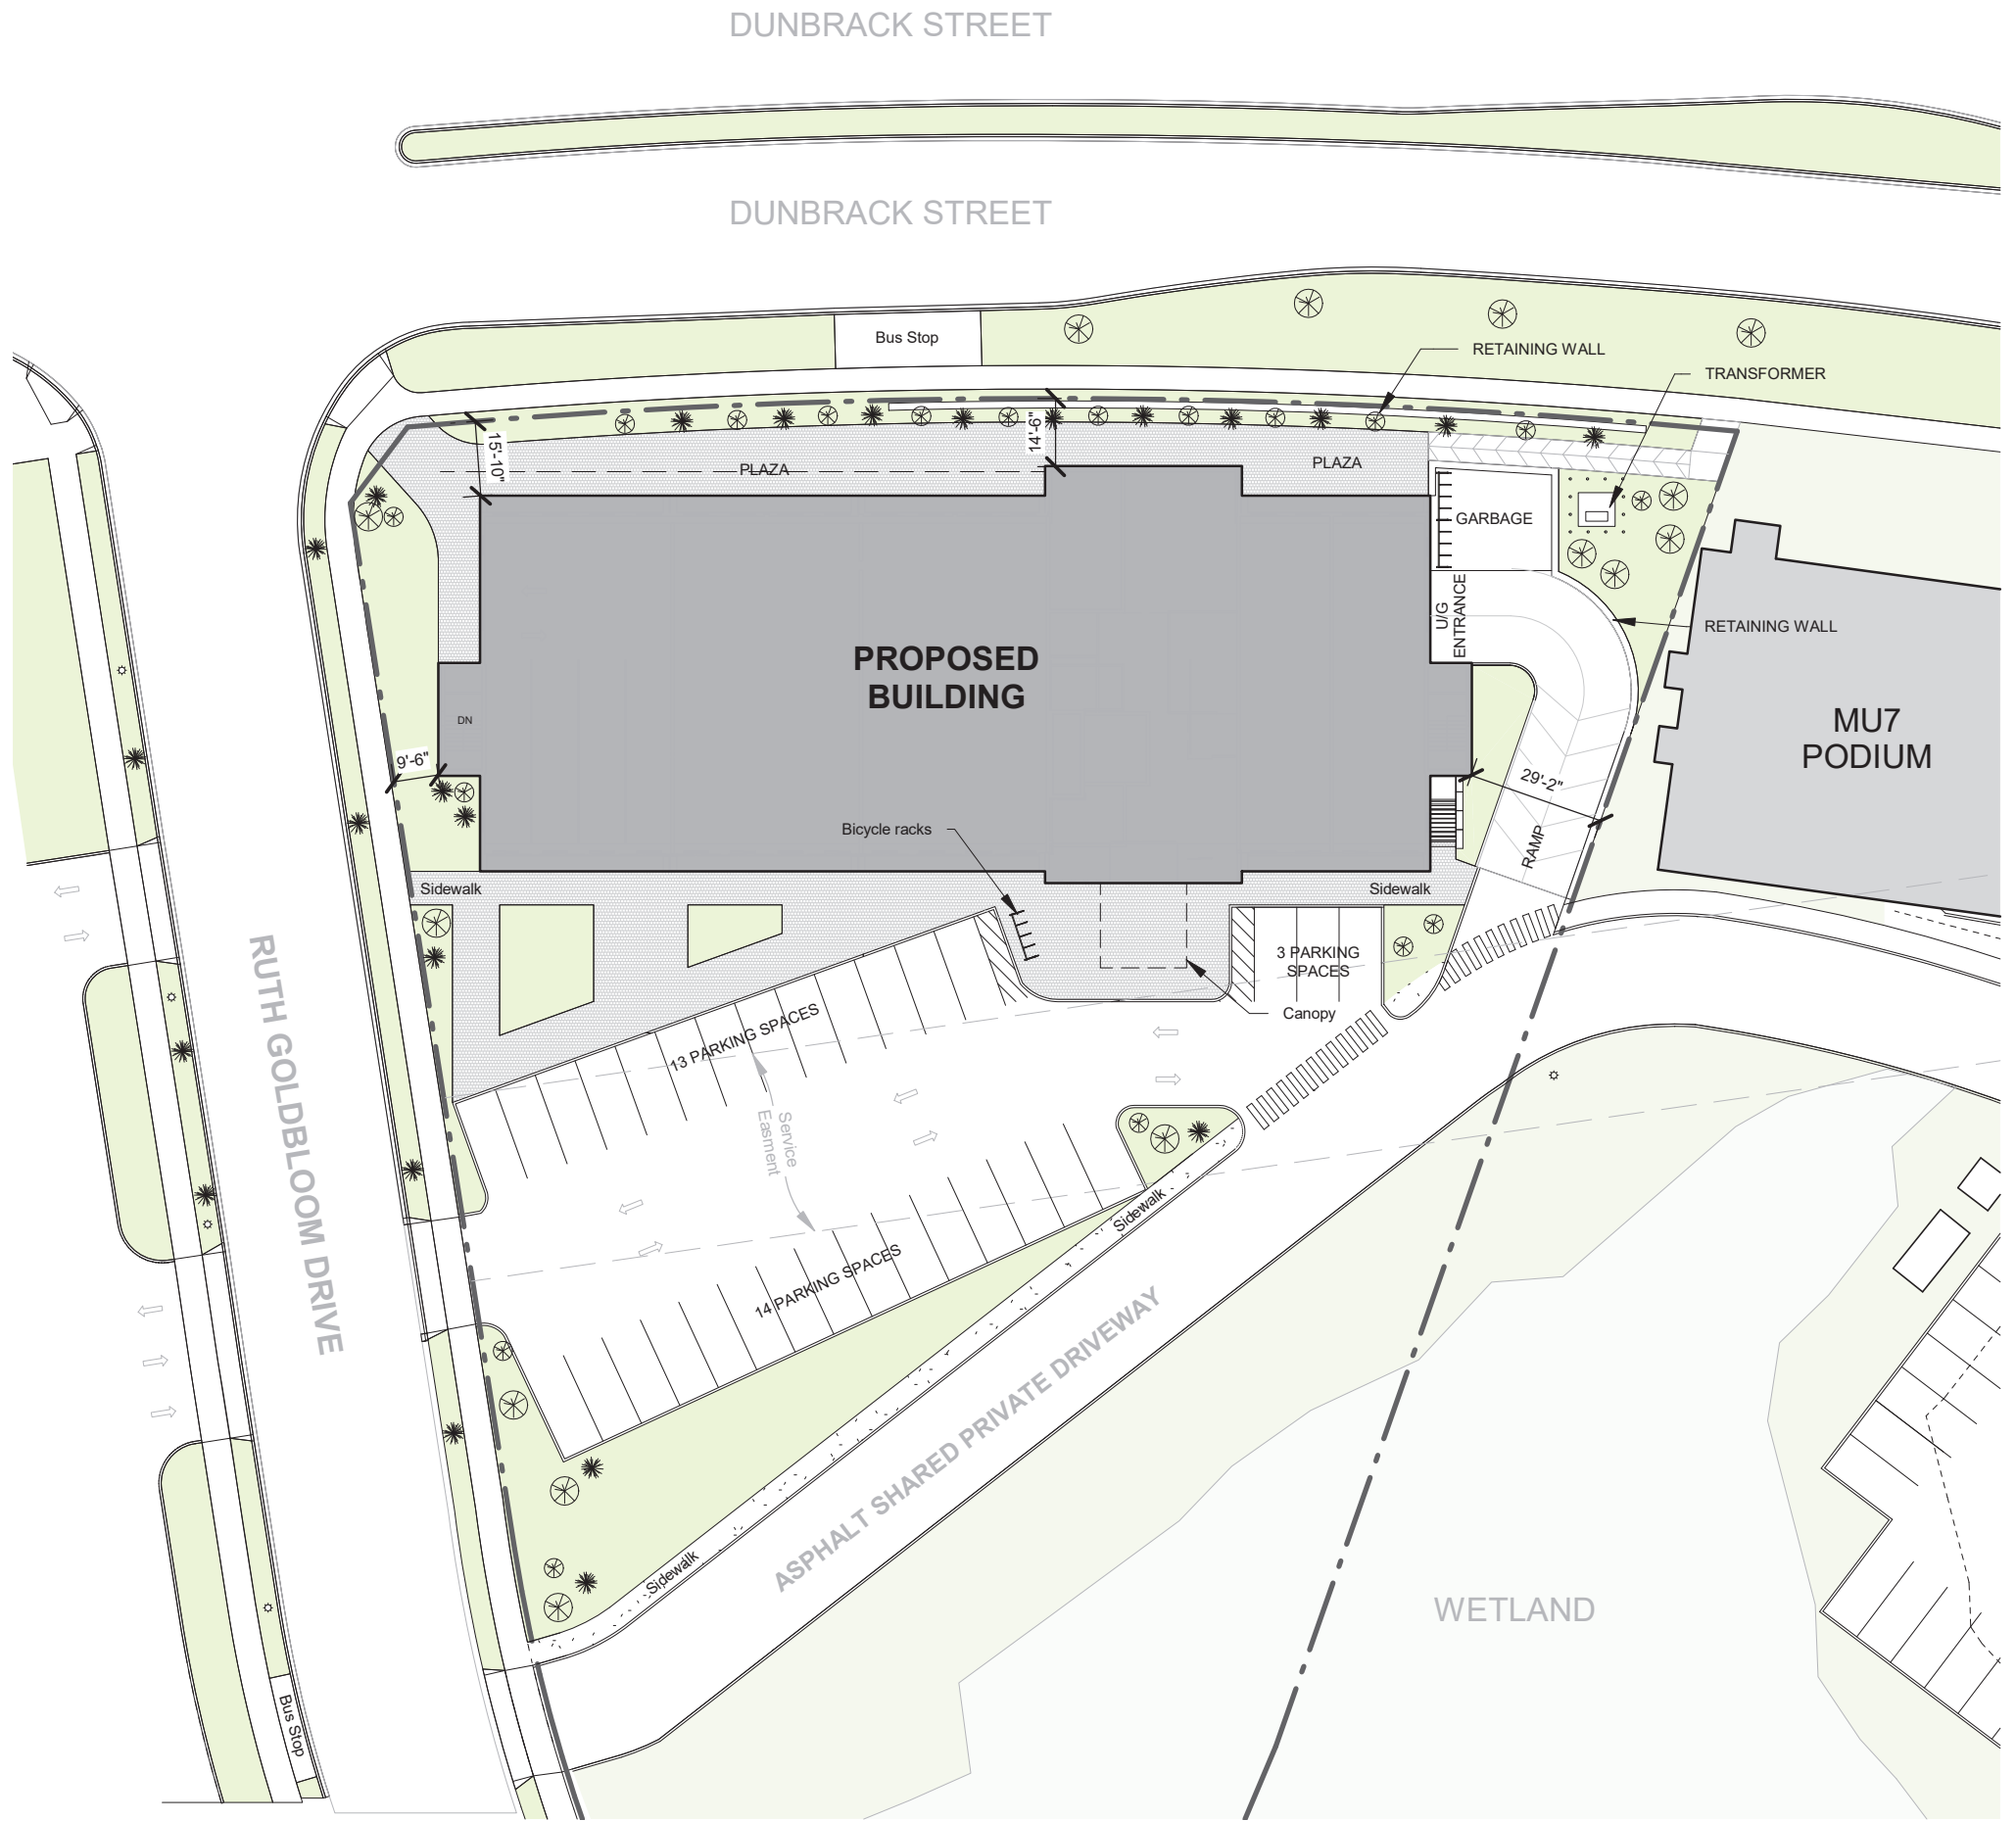 DUNBRACK STREET
DUNBRACK STREET
Bus Stop
RETAINING WALL
TRANSFORMER
15'-10"
14'-6"
PLAZA
PLAZA
GARBAGE
U/G
ENTRANCE
RETAINING WALL
PROPOSED
BUILDING
DN
MU7
PODIUM
9'-6"
29'-2"
Bicycle racks
RAMP
Sidewalk
Sidewalk
3 PARKING
SPACES
Canopy
13 PARKING SPACES
Service
Easment
RUTH GOLDBLOOM DRIVE
Sidewalk
14 PARKING SPACES
ASPHALT SHARED PRIVATE DRIVEWAY
Sidewalk
WETLAND
Bus Stop